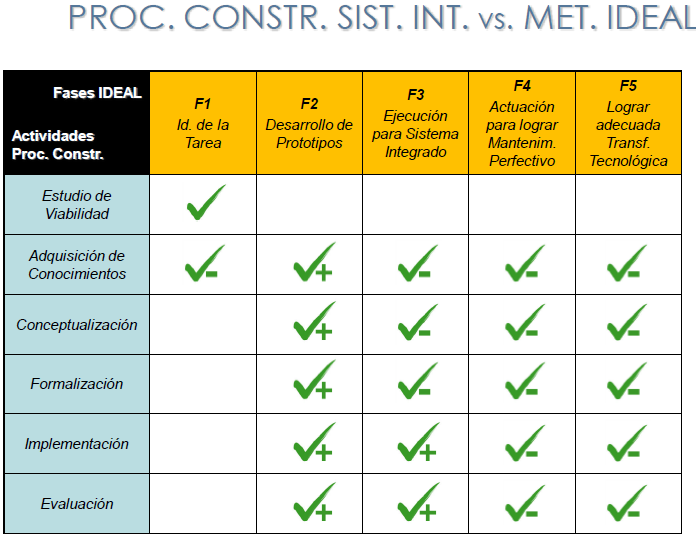 PROC. CONSTR. SIST. INT. vs. MET. IDEAL
Fases IDEAL
Actividades
Proc. Constr.
F1
Id. de la
Tarea
F2
Desarrollo de
Prototipos
F3
Ejecución
para Sistema
Integrado
F4
Actuación
para lograr
Mantenim.
Perfectivo
F5
Lograr
adecuada
Transf.
Tecnológica
Estudio de
Viabilidad
Adquisición de
Conocimientos
Conceptualización
Formalización
Implementación
Evaluación